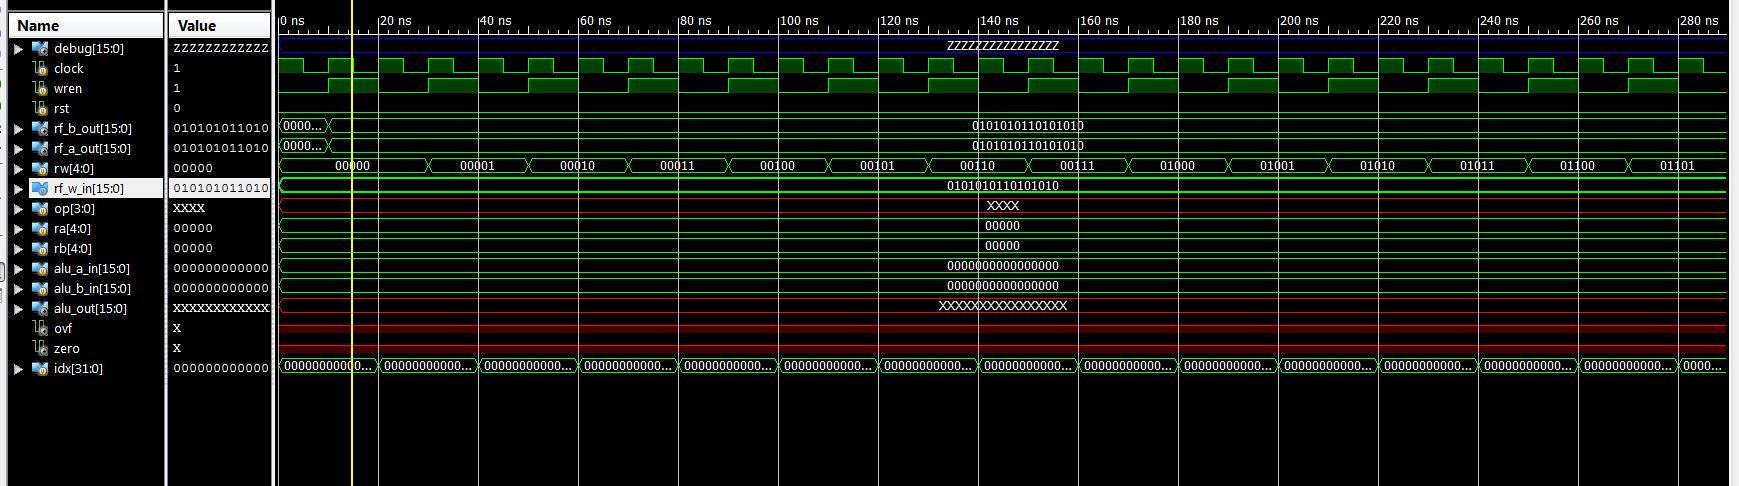 Name Value 0 ns 20 ns 40 ns 60 ns 80 ns 100 ns 120 ns 140 ns 160 ns 180 ns 200 ns 220 ns 240 ns 260 ns 280 ns
debug[15:0] ZZZZZZZZZZZZ ZZZZZZZZZZZZZZZZ
clock 1
wren 1
rst 0
rf_b_out[15:0] 010101011010 0000... 0101010110101010
rf_a_out[15:0] 010101011010 0000... 0101010110101010
rw[4:0] 00000 00000 00001 00010 00011 00100 00101 00110 00111 01000 01001 01010 01011 01100 01101
rf_w_in[15:0] 010101011010 0101010110101010
op[3:0] XXXX XXXX
ra[4:0] 00000 00000
rb[4:0] 00000 00000
alu_a_in[15:0] 000000000000 0000000000000000
alu_b_in[15:0] 000000000000 0000000000000000
alu_out[15:0] XXXXXXXXXXXX XXXXXXXXXXXXXXXX
ovf X
zero X
idx[31:0] 000000000000 00000000000... 00000000000... 00000000000... 00000000000... 00000000000... 00000000000... 00000000000... 00000000000... 00000000000... 00000000000... 00000000000... 00000000000... 00000000000... 00000000000... 0000...